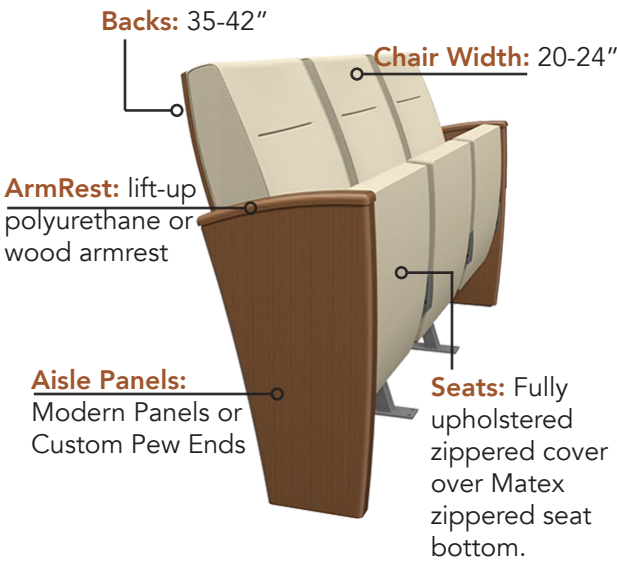 Backs: 35-42”
Chair Width: 20-24”
ArmRest: lift-up
polyurethane or
wood armrest
Aisle Panels:
Modern Panels or
Custom Pew Ends
Seats: Fully
upholstered
zippered cover
over Matex
zippered seat
bottom.